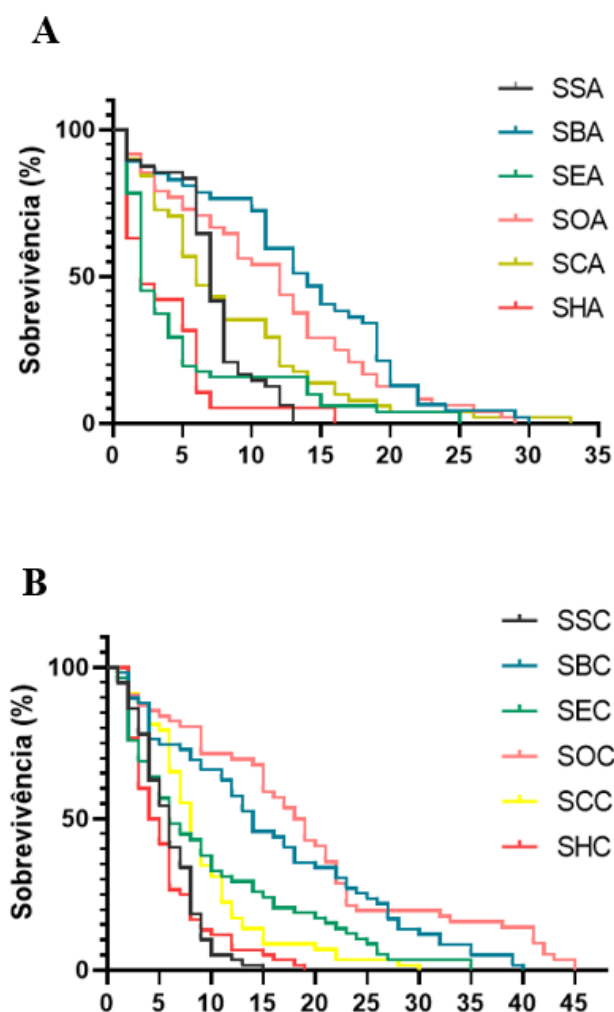 A
SSA
SBA
SEA
SOA
SCA
SHA
Sobrevivência (%)
100
50
0
0 5 10 15 20 25 30 35
B
SSC
SBC
SEC
SOC
SCC
SHC
Sobrevivência (%)
100
50
0
0 5 10 15 20 25 30 35 40 45